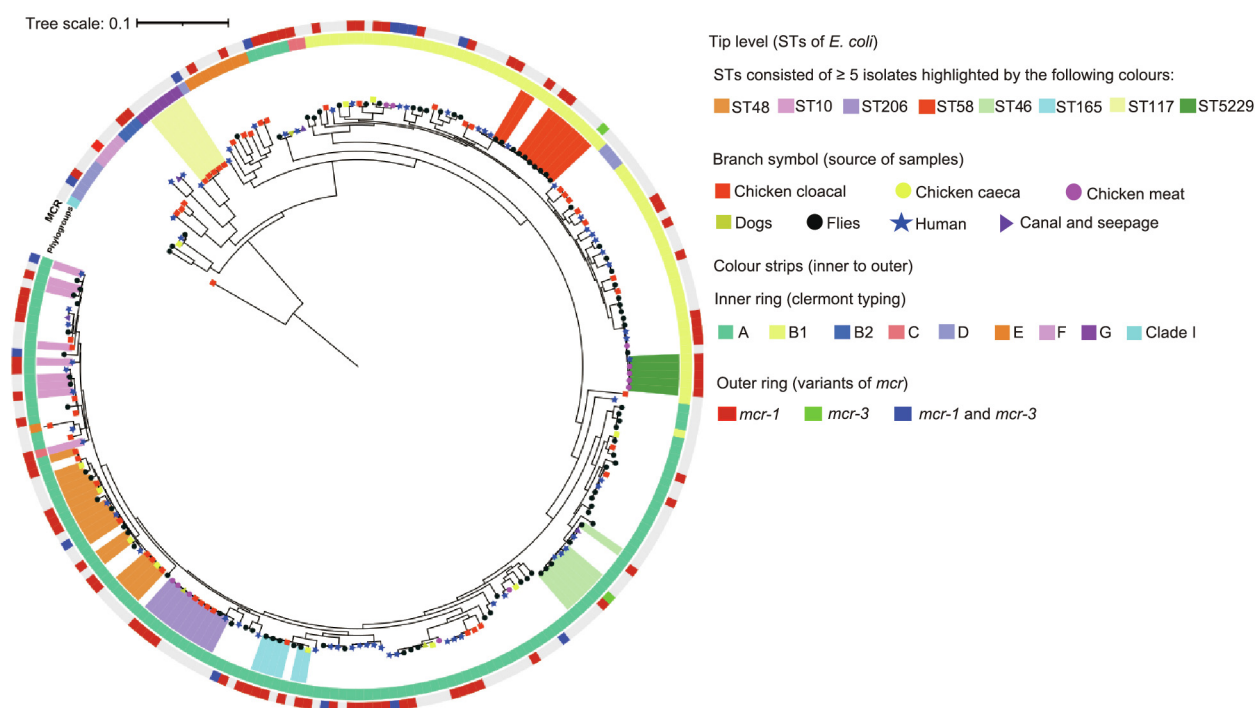 Tree scale: 0.1
MCR
Phylogroups
Tip level (STs of E. coli)
STs consisted of ≥ 5 isolates highlighted by the following colours:
ST48 ST10 ST206 ST58 ST46 ST165 ST117 ST5229
Branch symbol (source of samples)
Chicken cloacal Chicken caeca Chicken meat
Dogs Flies Human Canal and seepage
Colour strips (inner to outer)
Inner ring (clermont typing)
A B1 B2 C D E F G Clade I
Outer ring (variants of mcr)
mcr-1 mcr-3 mcr-1 and mcr-3